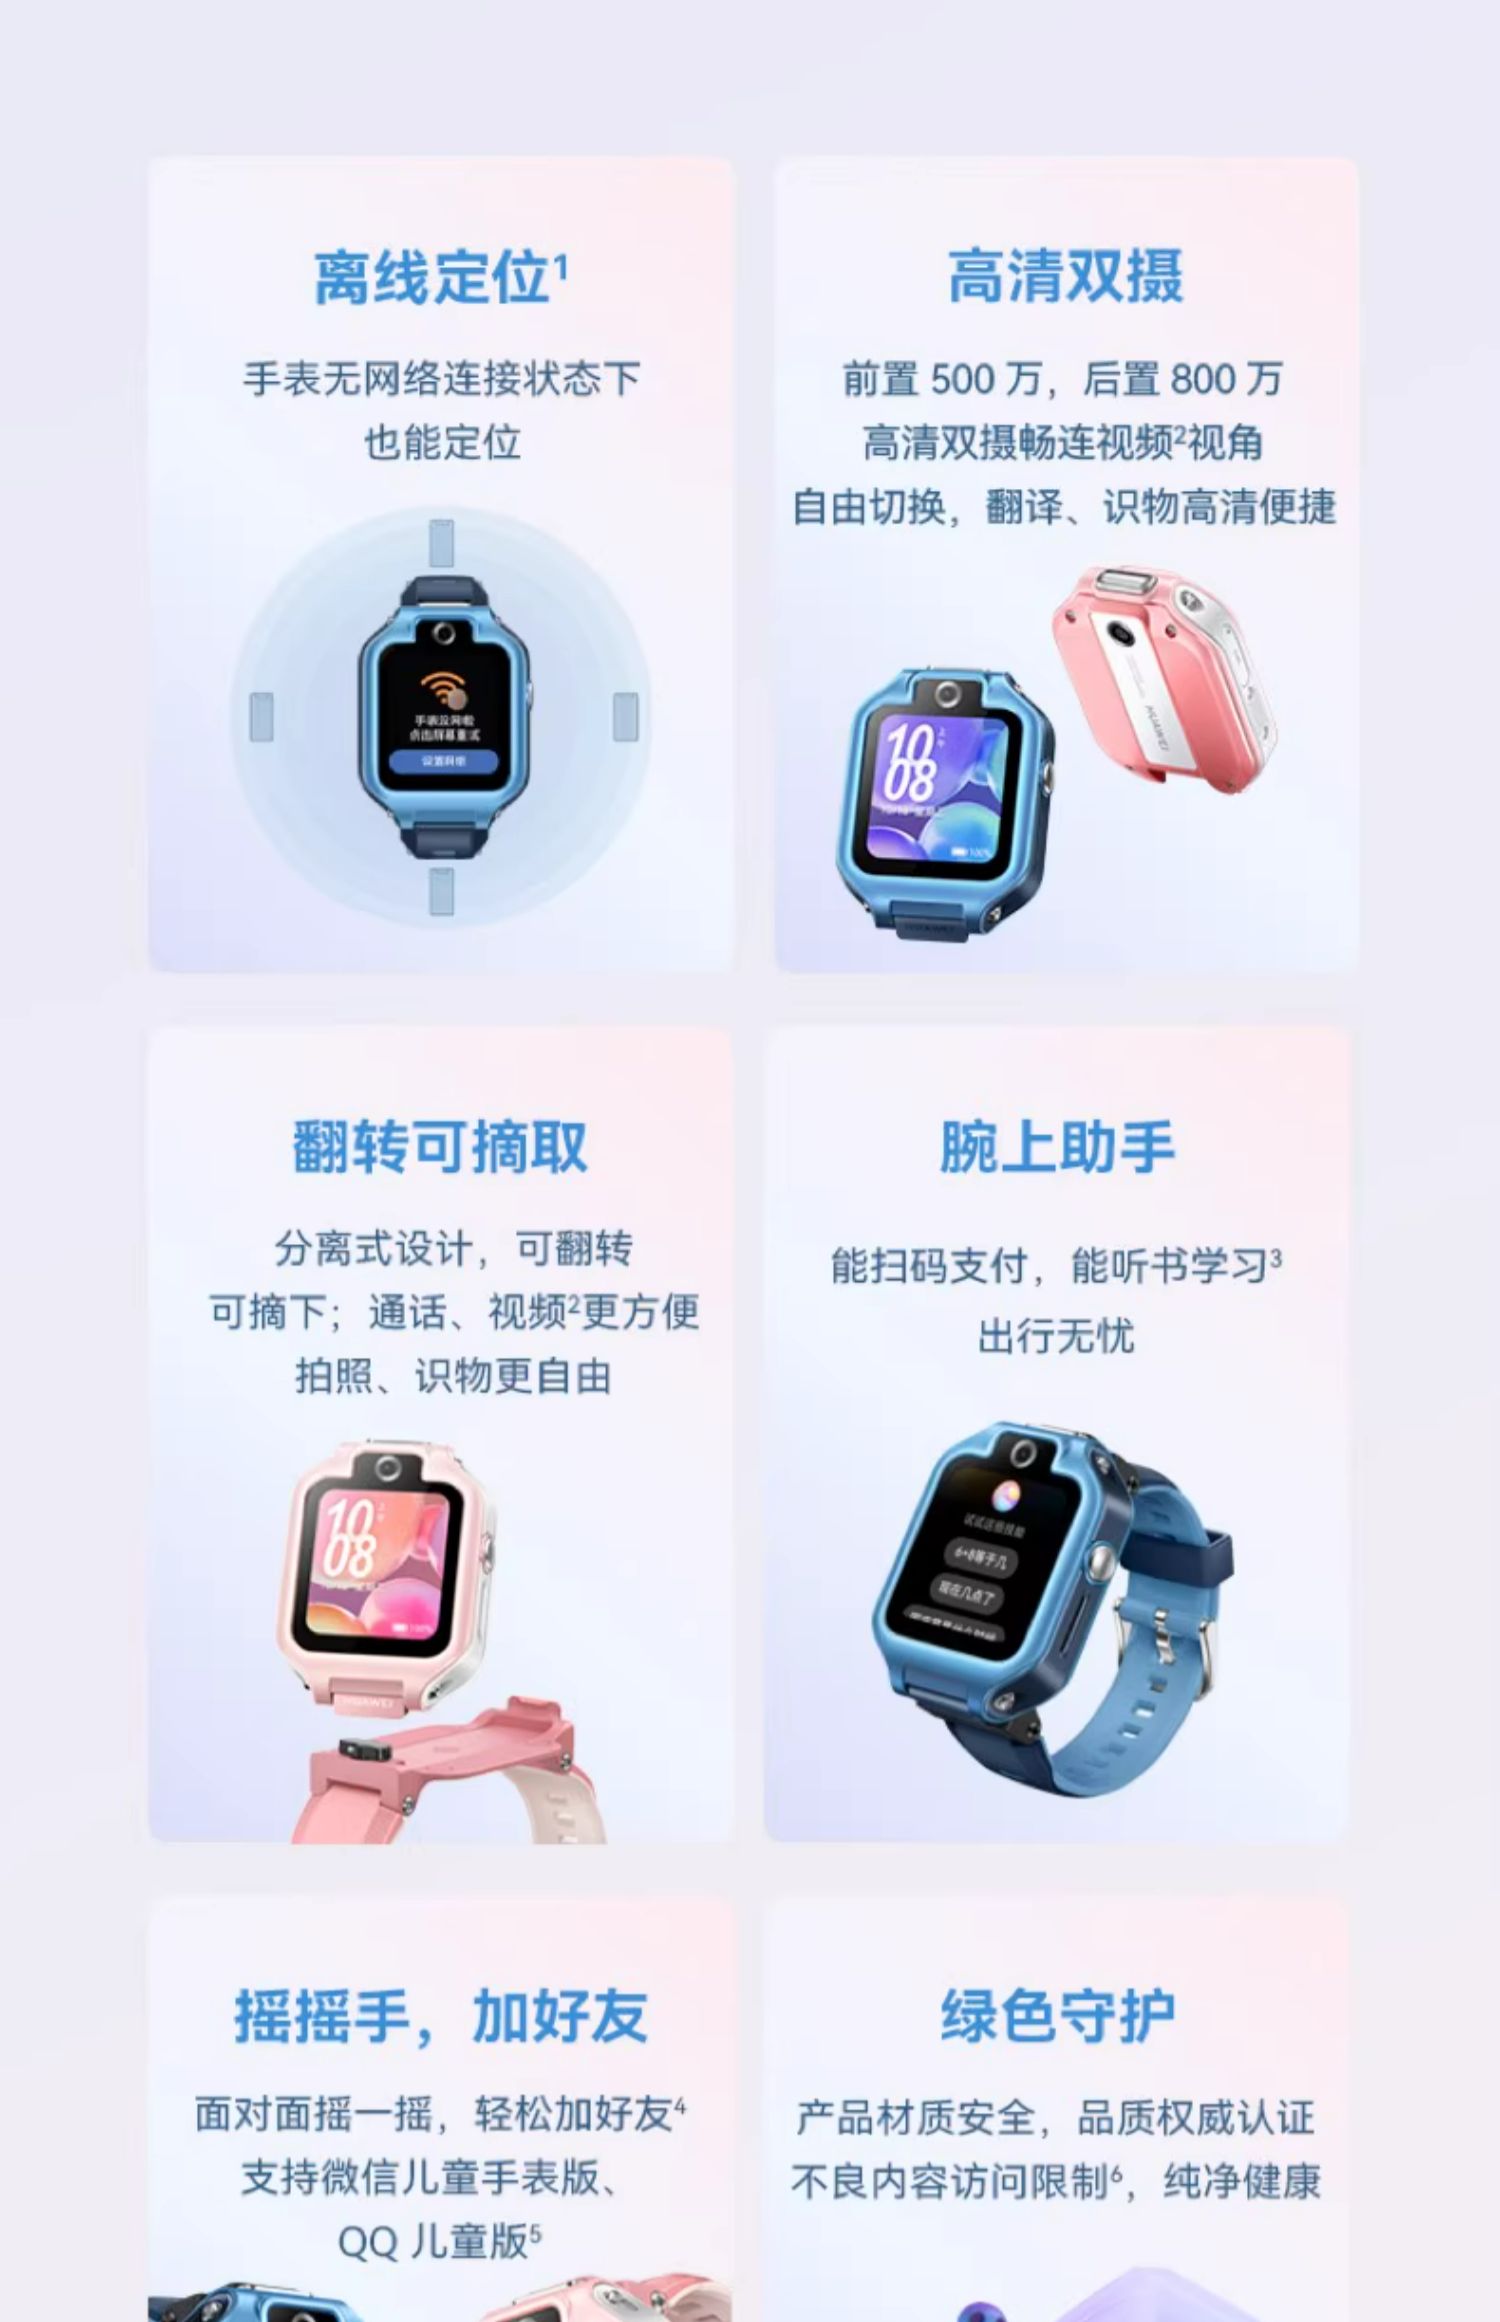 离线定位¹
手表无网络连接状态下
也能定位
手表没网啦
点击屏幕重试
设置网络
高清双摄
前置 500 万，后置 800 万
高清双摄畅连视频²视角
自由切换，翻译、识物高清便捷
10
08
上午
100%
HUAWEI
HUAWEI
翻转可摘取
分离式设计，可翻转
可摘下；通话、视频²更方便
拍照、识物更自由
10
08
上午
100%
HUAWEI
腕上助手
能扫码支付，能听书学习³
出行无忧
试试这些技能
6*8等于几
现在几点了
摇摇手，加好友
面对面摇一摇，轻松加好友⁴
支持微信儿童手表版、
QQ 儿童版⁵
绿色守护
产品材质安全，品质权威认证
不良内容访问限制⁶，纯净健康